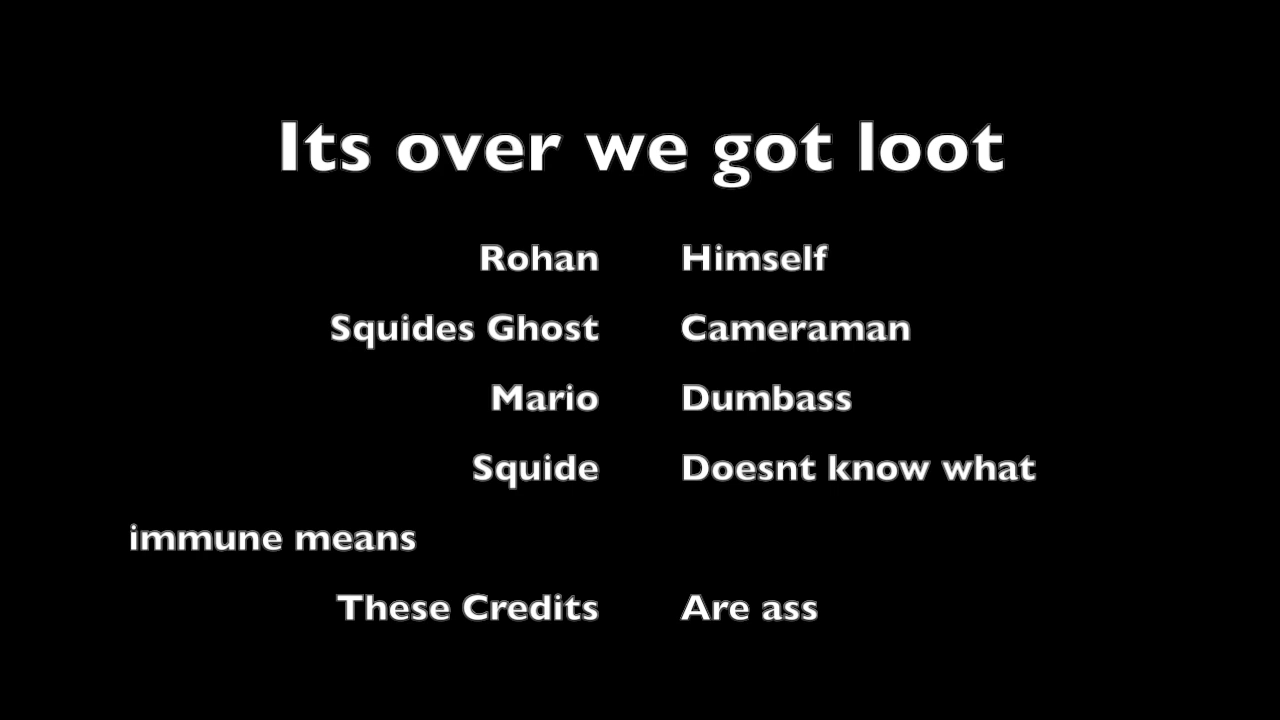 Its over we got loot
Rohan Himself
Squides Ghost Cameraman
Mario Dumbass
Squide Doesnt know what
immune means
These Credits Are ass